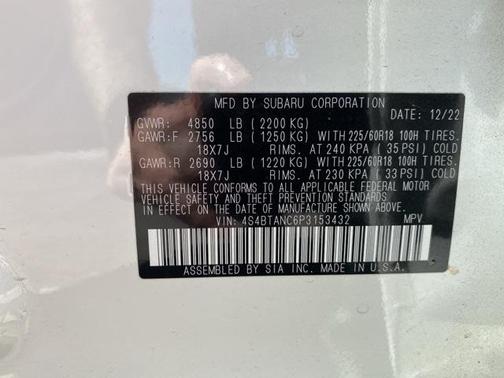 MFD BY SUBARU CORPORATION
DATE: 12/22
GVWR: 4850 LB (2200 KG)
GAWR:F 2756 LB (1250 KG) WITH 225/60R18 100H TIRES.
18X7J RIMS. AT 240 KPA (35 PSI) COLD
GAWR:R 2690 LB (1220 KG) WITH 225/60R18 100H TIRES.
18X7J RIMS. AT 230 KPA (33 PSI) COLD
THIS VEHICLE CONFORMS TO ALL APPLICABLE FEDERAL MOTOR
VEHICLE SAFETY, BUMPER, AND THEFT PREVENTION STANDARDS
IN EFFECT ON THE DATE OF MANUFACTURE SHOWN ABOVE.
VIN: 4S4BTANC6P3153432 MPV
ASSEMBLED BY SIA INC. MADE IN U.S.A.